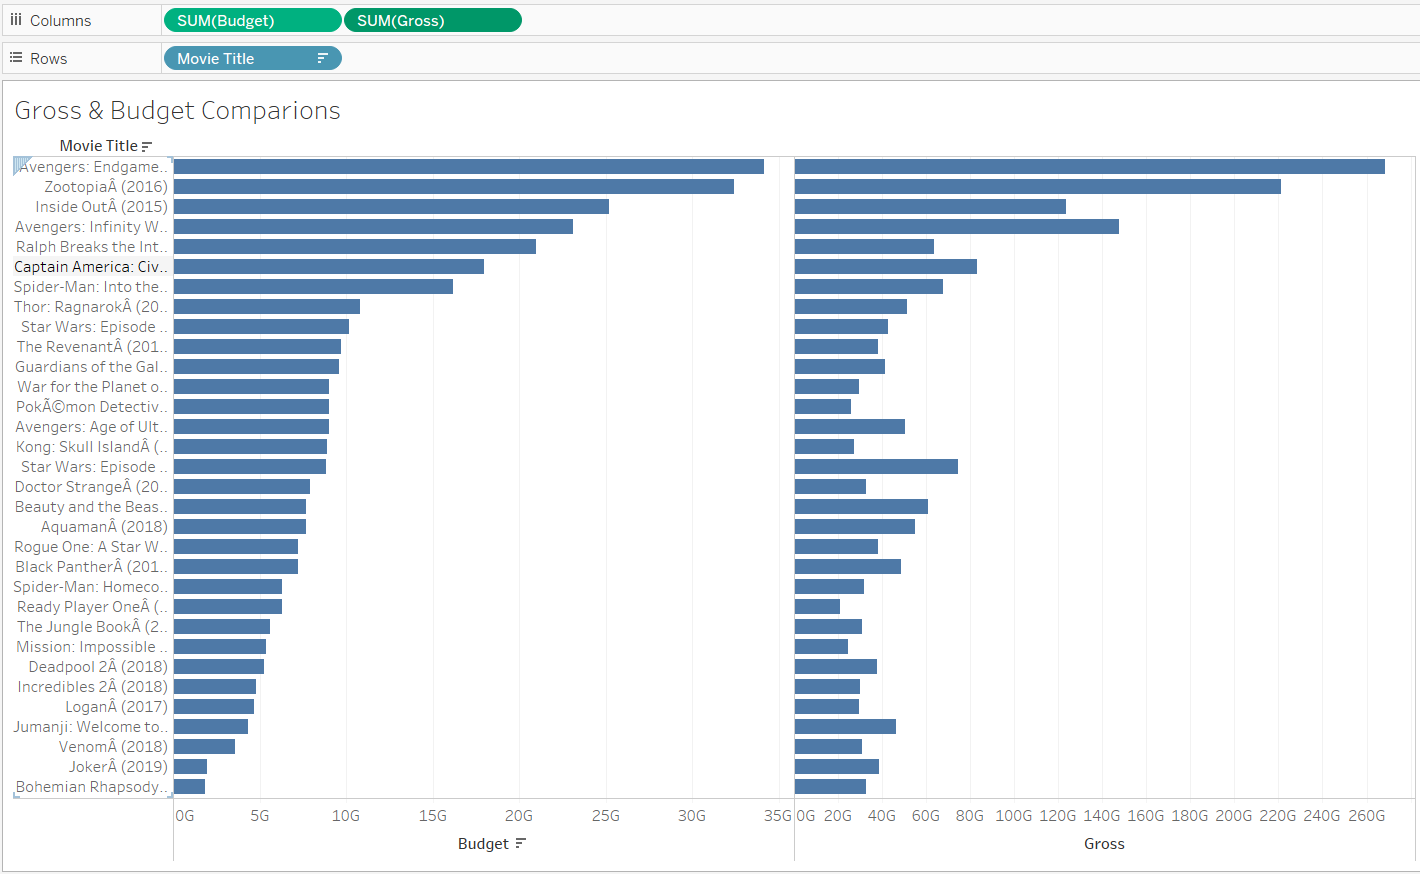 Columns SUM(Budget) SUM(Gross)
Rows Movie Title
Gross & Budget Comparions
Movie Title
Avengers: Endgame..
ZootopiaÂ (2016)
Inside OutÂ (2015)
Avengers: Infinity W..
Ralph Breaks the Int..
Captain America: Civ..
Spider-Man: Into the..
Thor: RagnarokÂ (20..
Star Wars: Episode ..
The RevenantÂ (201..
Guardians of the Gal..
War for the Planet o..
PokÃ©mon Detectiv..
Avengers: Age of Ult..
Kong: Skull IslandÂ (..
Star Wars: Episode ..
Doctor StrangeÂ (20..
Beauty and the Beas..
AquamanÂ (2018)
Rogue One: A Star W..
Black PantherÂ (201..
Spider-Man: Homeco..
Ready Player OneÂ (..
The Jungle BookÂ (2..
Mission: Impossible ..
Deadpool 2Â (2018)
Incredibles 2Â (2018)
LoganÂ (2017)
Jumanji: Welcome to..
VenomÂ (2018)
JokerÂ (2019)
Bohemian Rhapsody..
0G 5G 10G 15G 20G 25G 30G 35G 0G 20G 40G 60G 80G 100G 120G 140G 160G 180G 200G 220G 240G 260G
Budget Gross